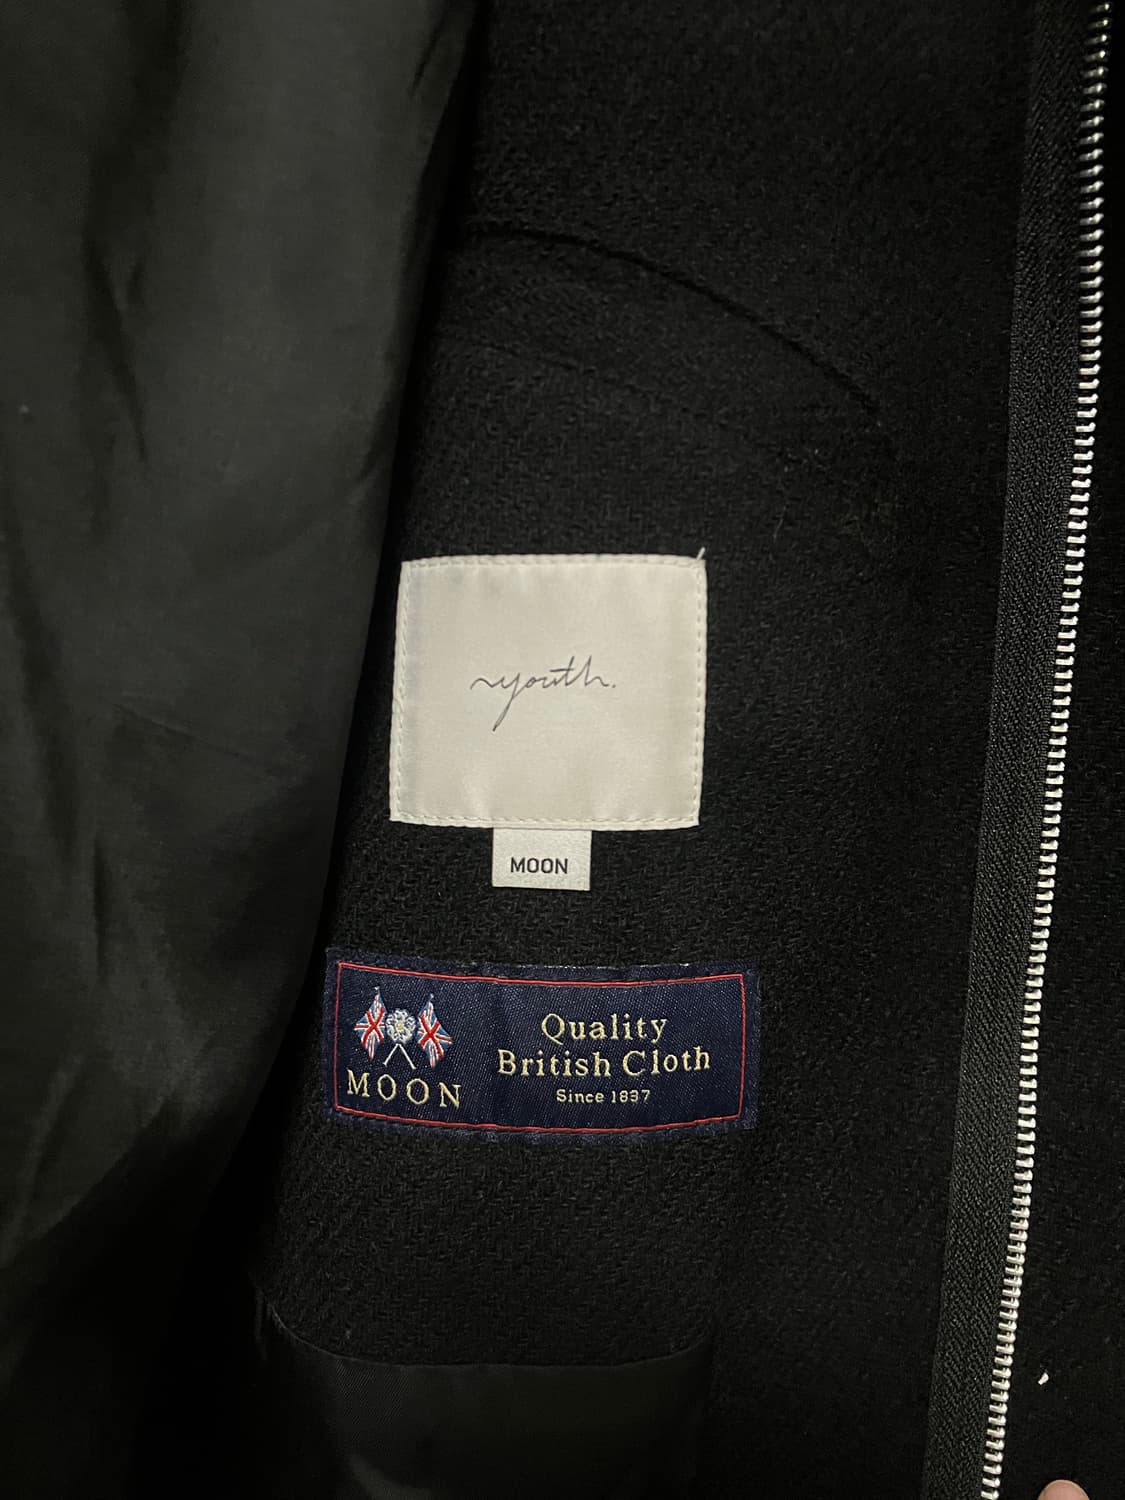 youth.
MOON
MOON
Quality
British Cloth
Since 1837